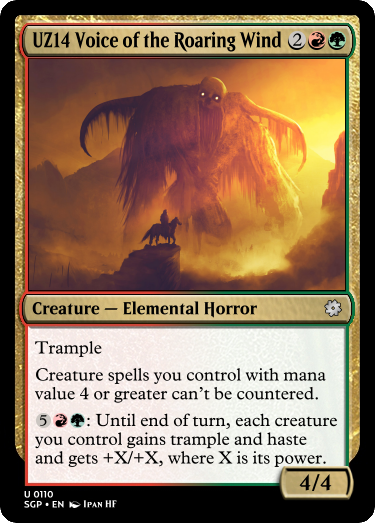 UZ14 Voice of the Roaring Wind 2
Creature — Elemental Horror
Trample
Creature spells you control with mana
value 4 or greater can't be countered.
5: Until end of turn, each creature
you control gains trample and haste
and gets +X/+X, where X is its power.
4/4
U 0110
SGP • EN Ipan HF